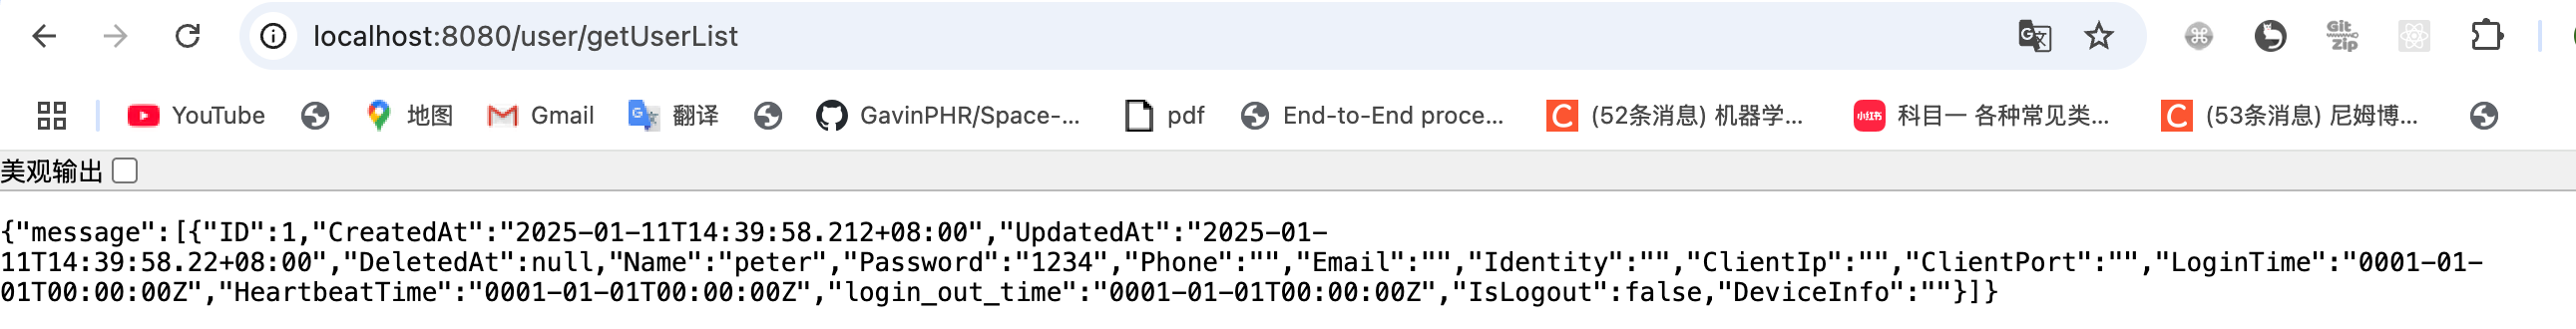 localhost:8080/user/getUserList
Git Zip
YouTube 地图 Gmail 翻译 GavinPHR/Space-... pdf End-to-End proce... (52条消息) 机器学... 小红书 科目一 各种常见类... (53条消息) 尼姆博...
美观输出
{"message":[{"ID":1,"CreatedAt":"2025-01-11T14:39:58.212+08:00","UpdatedAt":"2025-01-
11T14:39:58.22+08:00","DeletedAt":null,"Name":"peter","Password":"1234","Phone":"","Email":"","Identity":"","ClientIp":"","ClientPort":"","LoginTime":"0001-01-
01T00:00:00Z","HeartbeatTime":"0001-01-01T00:00:00Z","login_out_time":"0001-01-01T00:00:00Z","IsLogout":false,"DeviceInfo":""}]}